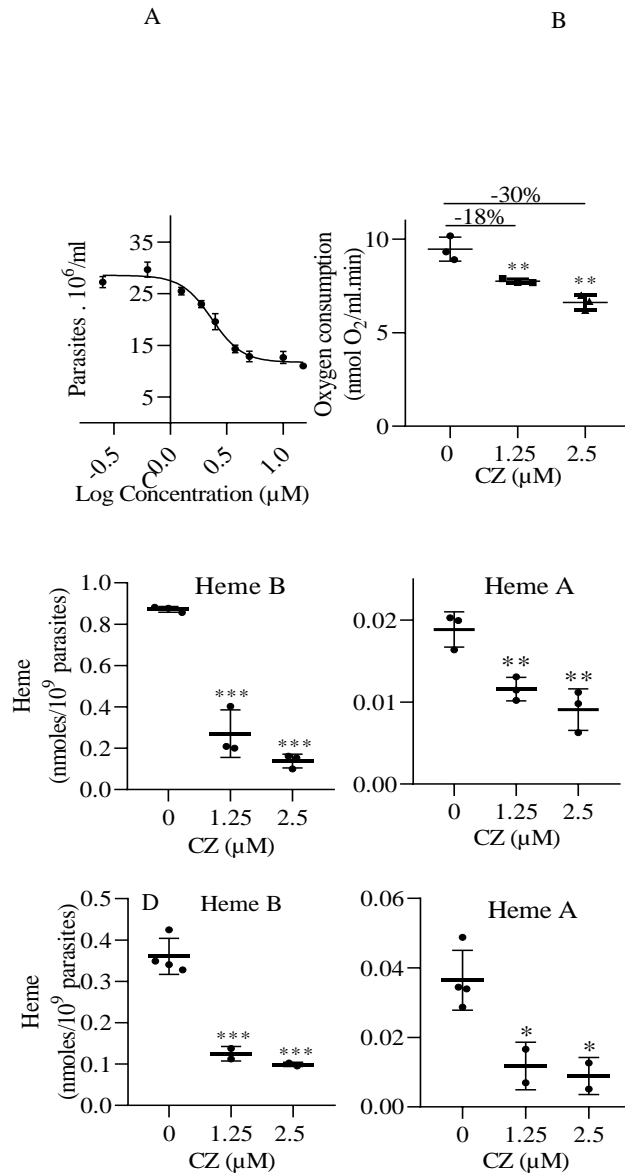 A
B
Parasites . 10⁶/ml
35
25
15
5
-0.5
0.0
0.5
1.0
C
Log Concentration (µM)
-30%
-18%
Oxygen consumption
(nmol O₂/ml.min)
10
5
0
**
**
0
1.25
2.5
CZ (µM)
Heme B
Heme
(nmoles/10⁹ parasites)
1.0
0.8
0.6
0.4
0.2
0.0
***
***
0
1.25
2.5
CZ (µM)
Heme A
0.02
0.01
0.00
**
**
0
1.25
2.5
CZ (µM)
D
Heme B
Heme
(nmoles/10⁹ parasites)
0.5
0.4
0.3
0.2
0.1
0.0
***
***
0
1.25
2.5
CZ (µM)
Heme A
0.06
0.04
0.02
0.00
*
*
0
1.25
2.5
CZ (µM)